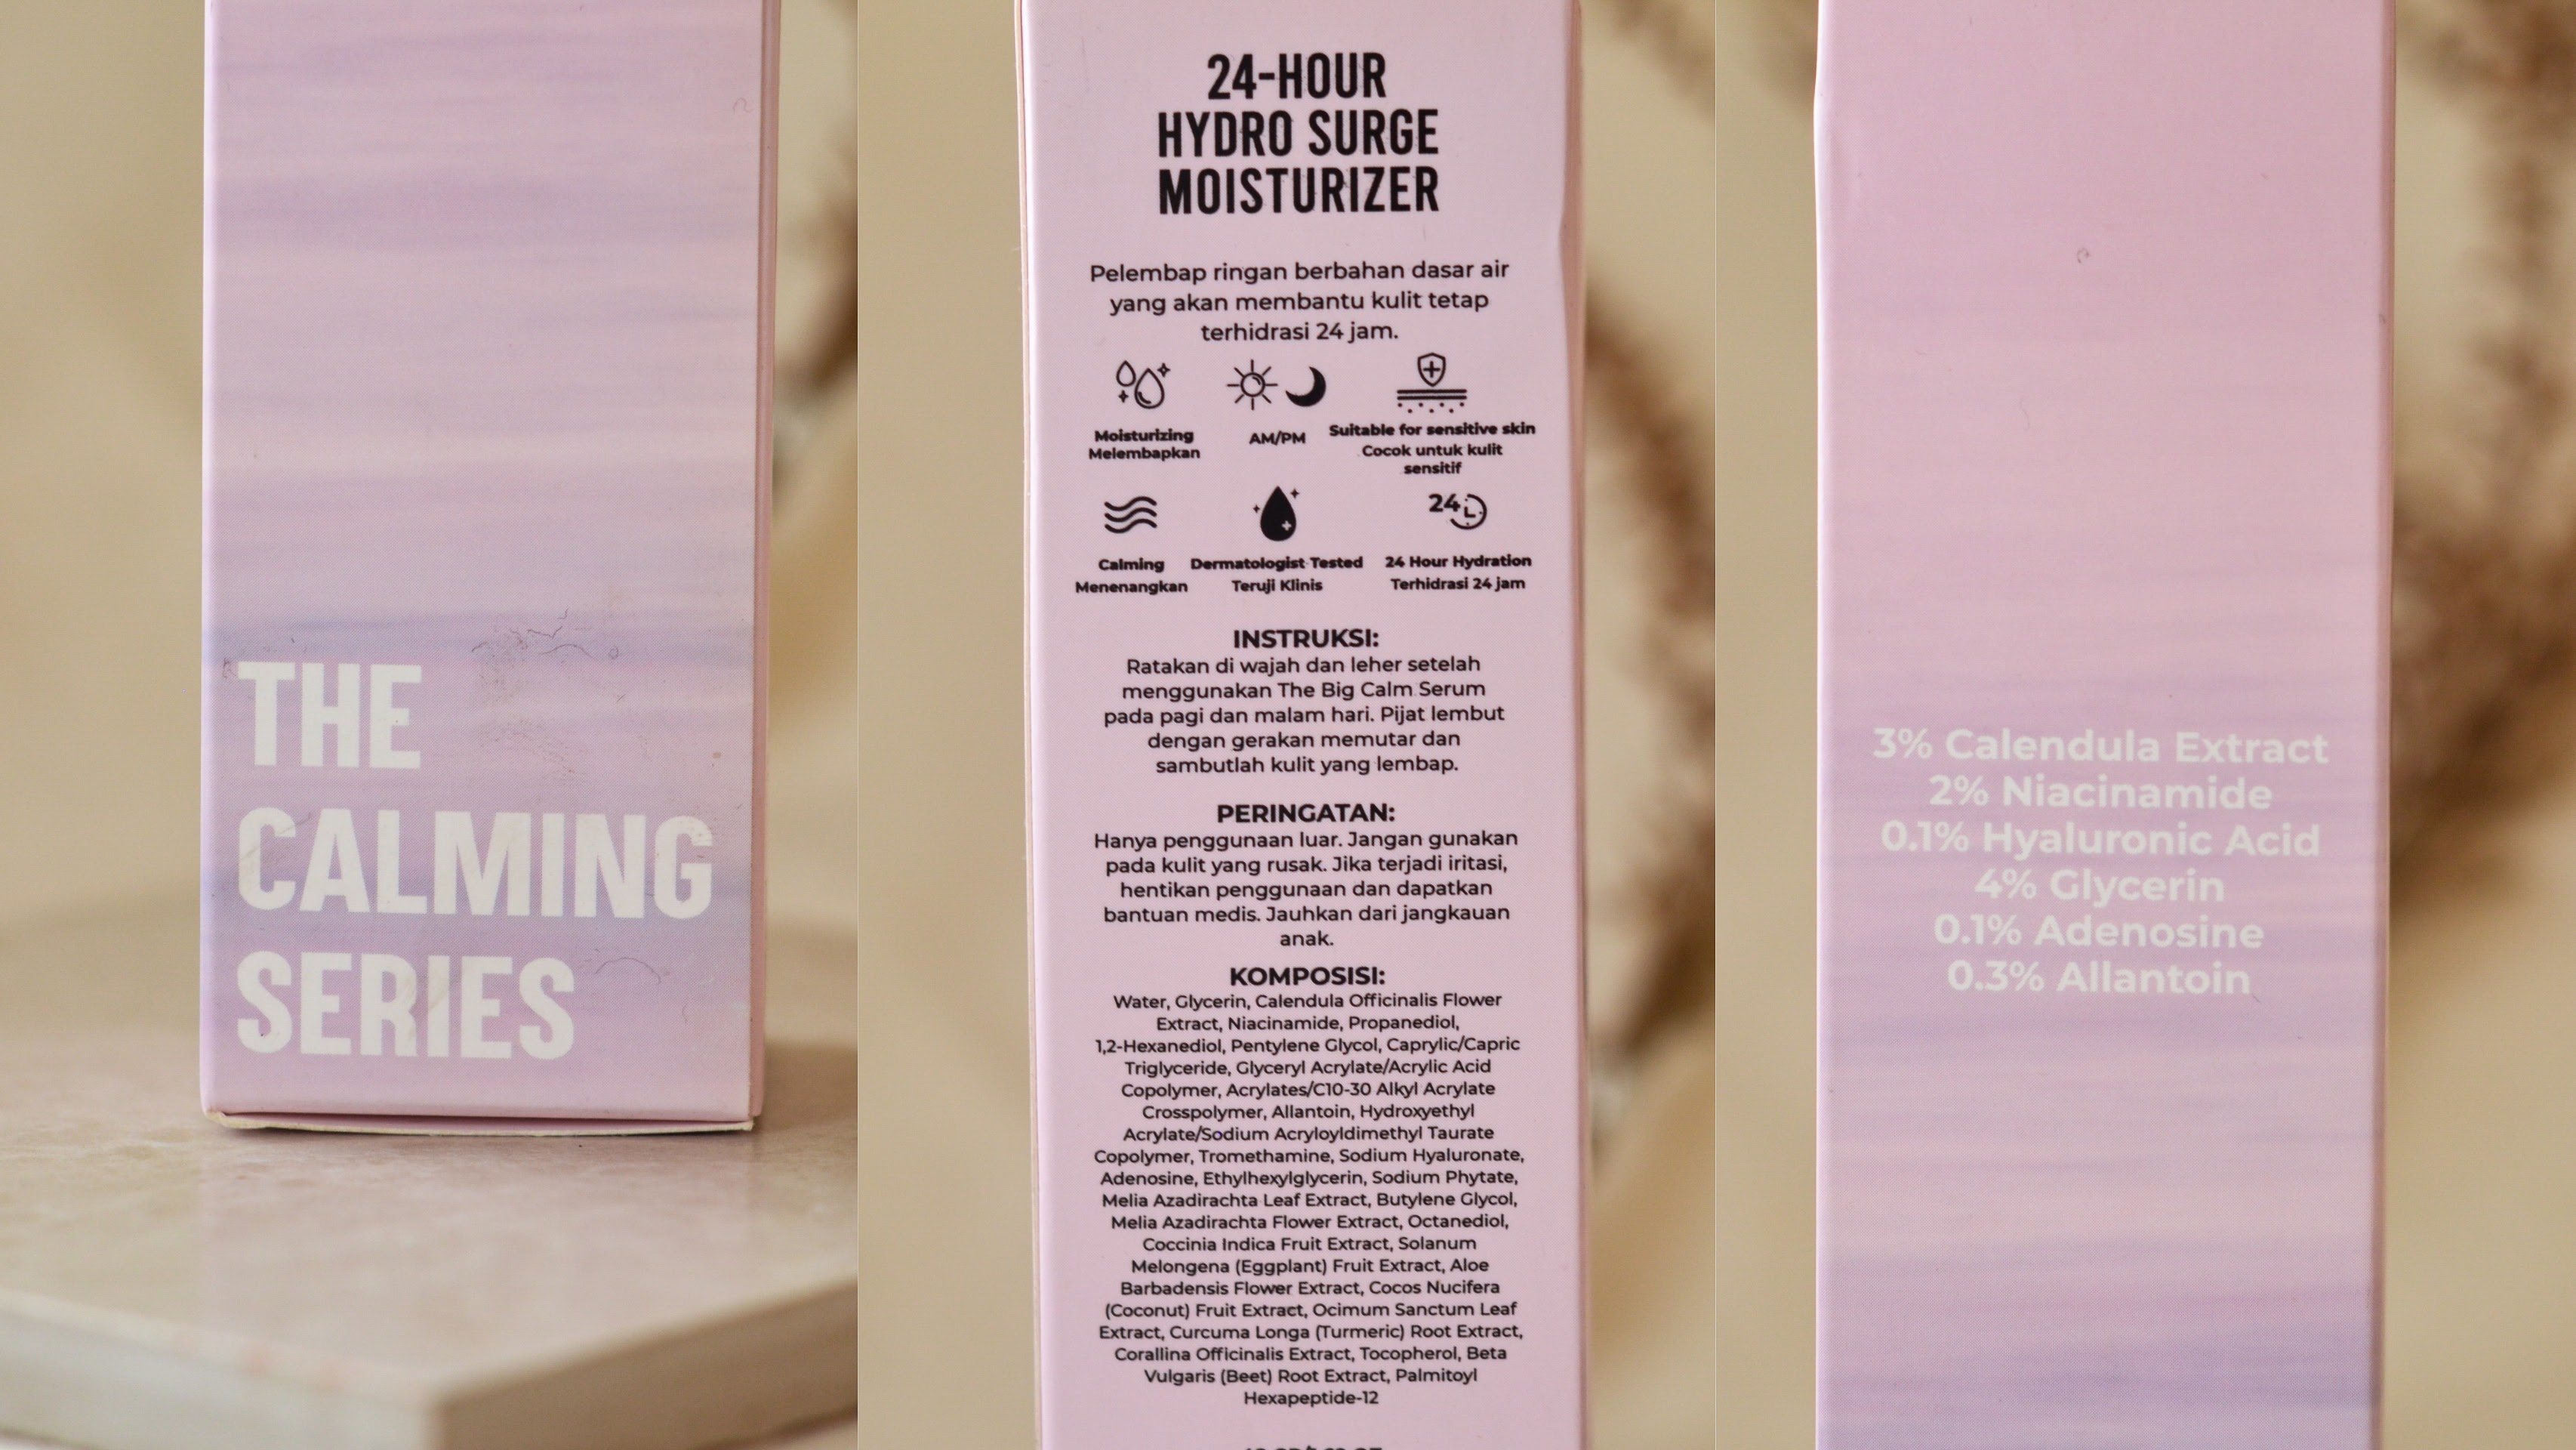 THE
CALMING
SERIES
24-HOUR
HYDRO SURGE
MOISTURIZER
Pelembap ringan berbahan dasar air
yang akan membantu kulit tetap
terhidrasi 24 jam.
Moisturizing
Melembapkan
AM/PM
Suitable for sensitive skin
Cocok untuk kulit
sensitif
24
Calming
Menenangkan
Dermatologist Tested
Teruji Klinis
24 Hour Hydration
Terhidrasi 24 jam
INSTRUKSI:
Ratakan di wajah dan leher setelah
menggunakan The Big Calm Serum
pada pagi dan malam hari. Pijat lembut
dengan gerakan memutar dan
sambutlah kulit yang lembap.
PERINGATAN:
Hanya penggunaan luar. Jangan gunakan
pada kulit yang rusak. Jika terjadi iritasi,
hentikan penggunaan dan dapatkan
bantuan medis. Jauhkan dari jangkauan
anak.
KOMPOSISI:
Water, Glycerin, Calendula Officinalis Flower
Extract, Niacinamide, Propanediol,
1,2-Hexanediol, Pentylene Glycol, Caprylic/Capric
Triglyceride, Glyceryl Acrylate/Acrylic Acid
Copolymer, Acrylates/C10-30 Alkyl Acrylate
Crosspolymer, Allantoin, Hydroxyethyl
Acrylate/Sodium Acryloyldimethyl Taurate
Copolymer, Tromethamine, Sodium Hyaluronate,
Adenosine, Ethylhexylglycerin, Sodium Phytate,
Melia Azadirachta Leaf Extract, Butylene Glycol,
Melia Azadirachta Flower Extract, Octanediol,
Coccinia Indica Fruit Extract, Solanum
Melongena (Eggplant) Fruit Extract, Aloe
Barbadensis Flower Extract, Cocos Nucifera
(Coconut) Fruit Extract, Ocimum Sanctum Leaf
Extract, Curcuma Longa (Turmeric) Root Extract,
Corallina Officinalis Extract, Tocopherol, Beta
Vulgaris (Beet) Root Extract, Palmitoyl
Hexapeptide-12
3% Calendula Extract
2% Niacinamide
0.1% Hyaluronic Acid
4% Glycerin
0.1% Adenosine
0.3% Allantoin